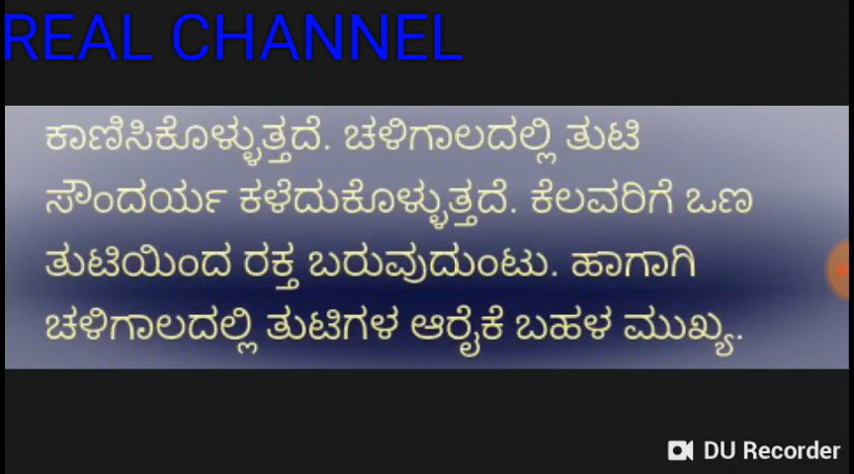 REAL CHANNEL
ಕಾಣಿಸಿಕೊಳ್ಳುತ್ತದೆ. ಚಳಿಗಾಲದಲ್ಲಿ ತುಟಿ
ಸೌಂದರ್ಯ ಕಳೆದುಕೊಳ್ಳುತ್ತದೆ. ಕೆಲವರಿಗೆ ಒಣ
ತುಟಿಯಿಂದ ರಕ್ತ ಬರುವುದುಂಟು. ಹಾಗಾಗಿ
ಚಳಿಗಾಲದಲ್ಲಿ ತುಟಿಗಳ ಆರೈಕೆ ಬಹಳ ಮುಖ್ಯ.
DU Recorder